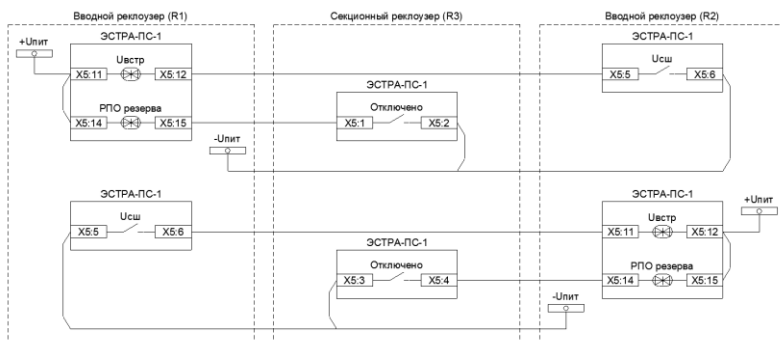 Вводной реклоузер (R1) Секционный реклоузер (R3) Вводной реклоузер (R2)
+Uпит ЭСТРА-ПС-1 ЭСТРА-ПС-1
Uвстр Uсш
X5:11 X5:12 X5:5 X5:6
ЭСТРА-ПС-1
РПО резерва Отключено
X5:14 X5:15 X5:1 X5:2
-Uпит
ЭСТРА-ПС-1 ЭСТРА-ПС-1
+Uпит
Uсш Uвстр
X5:5 X5:6 X5:11 X5:12
ЭСТРА-ПС-1
Отключено РПО резерва
X5:3 X5:4 X5:14 X5:15
-Uпит